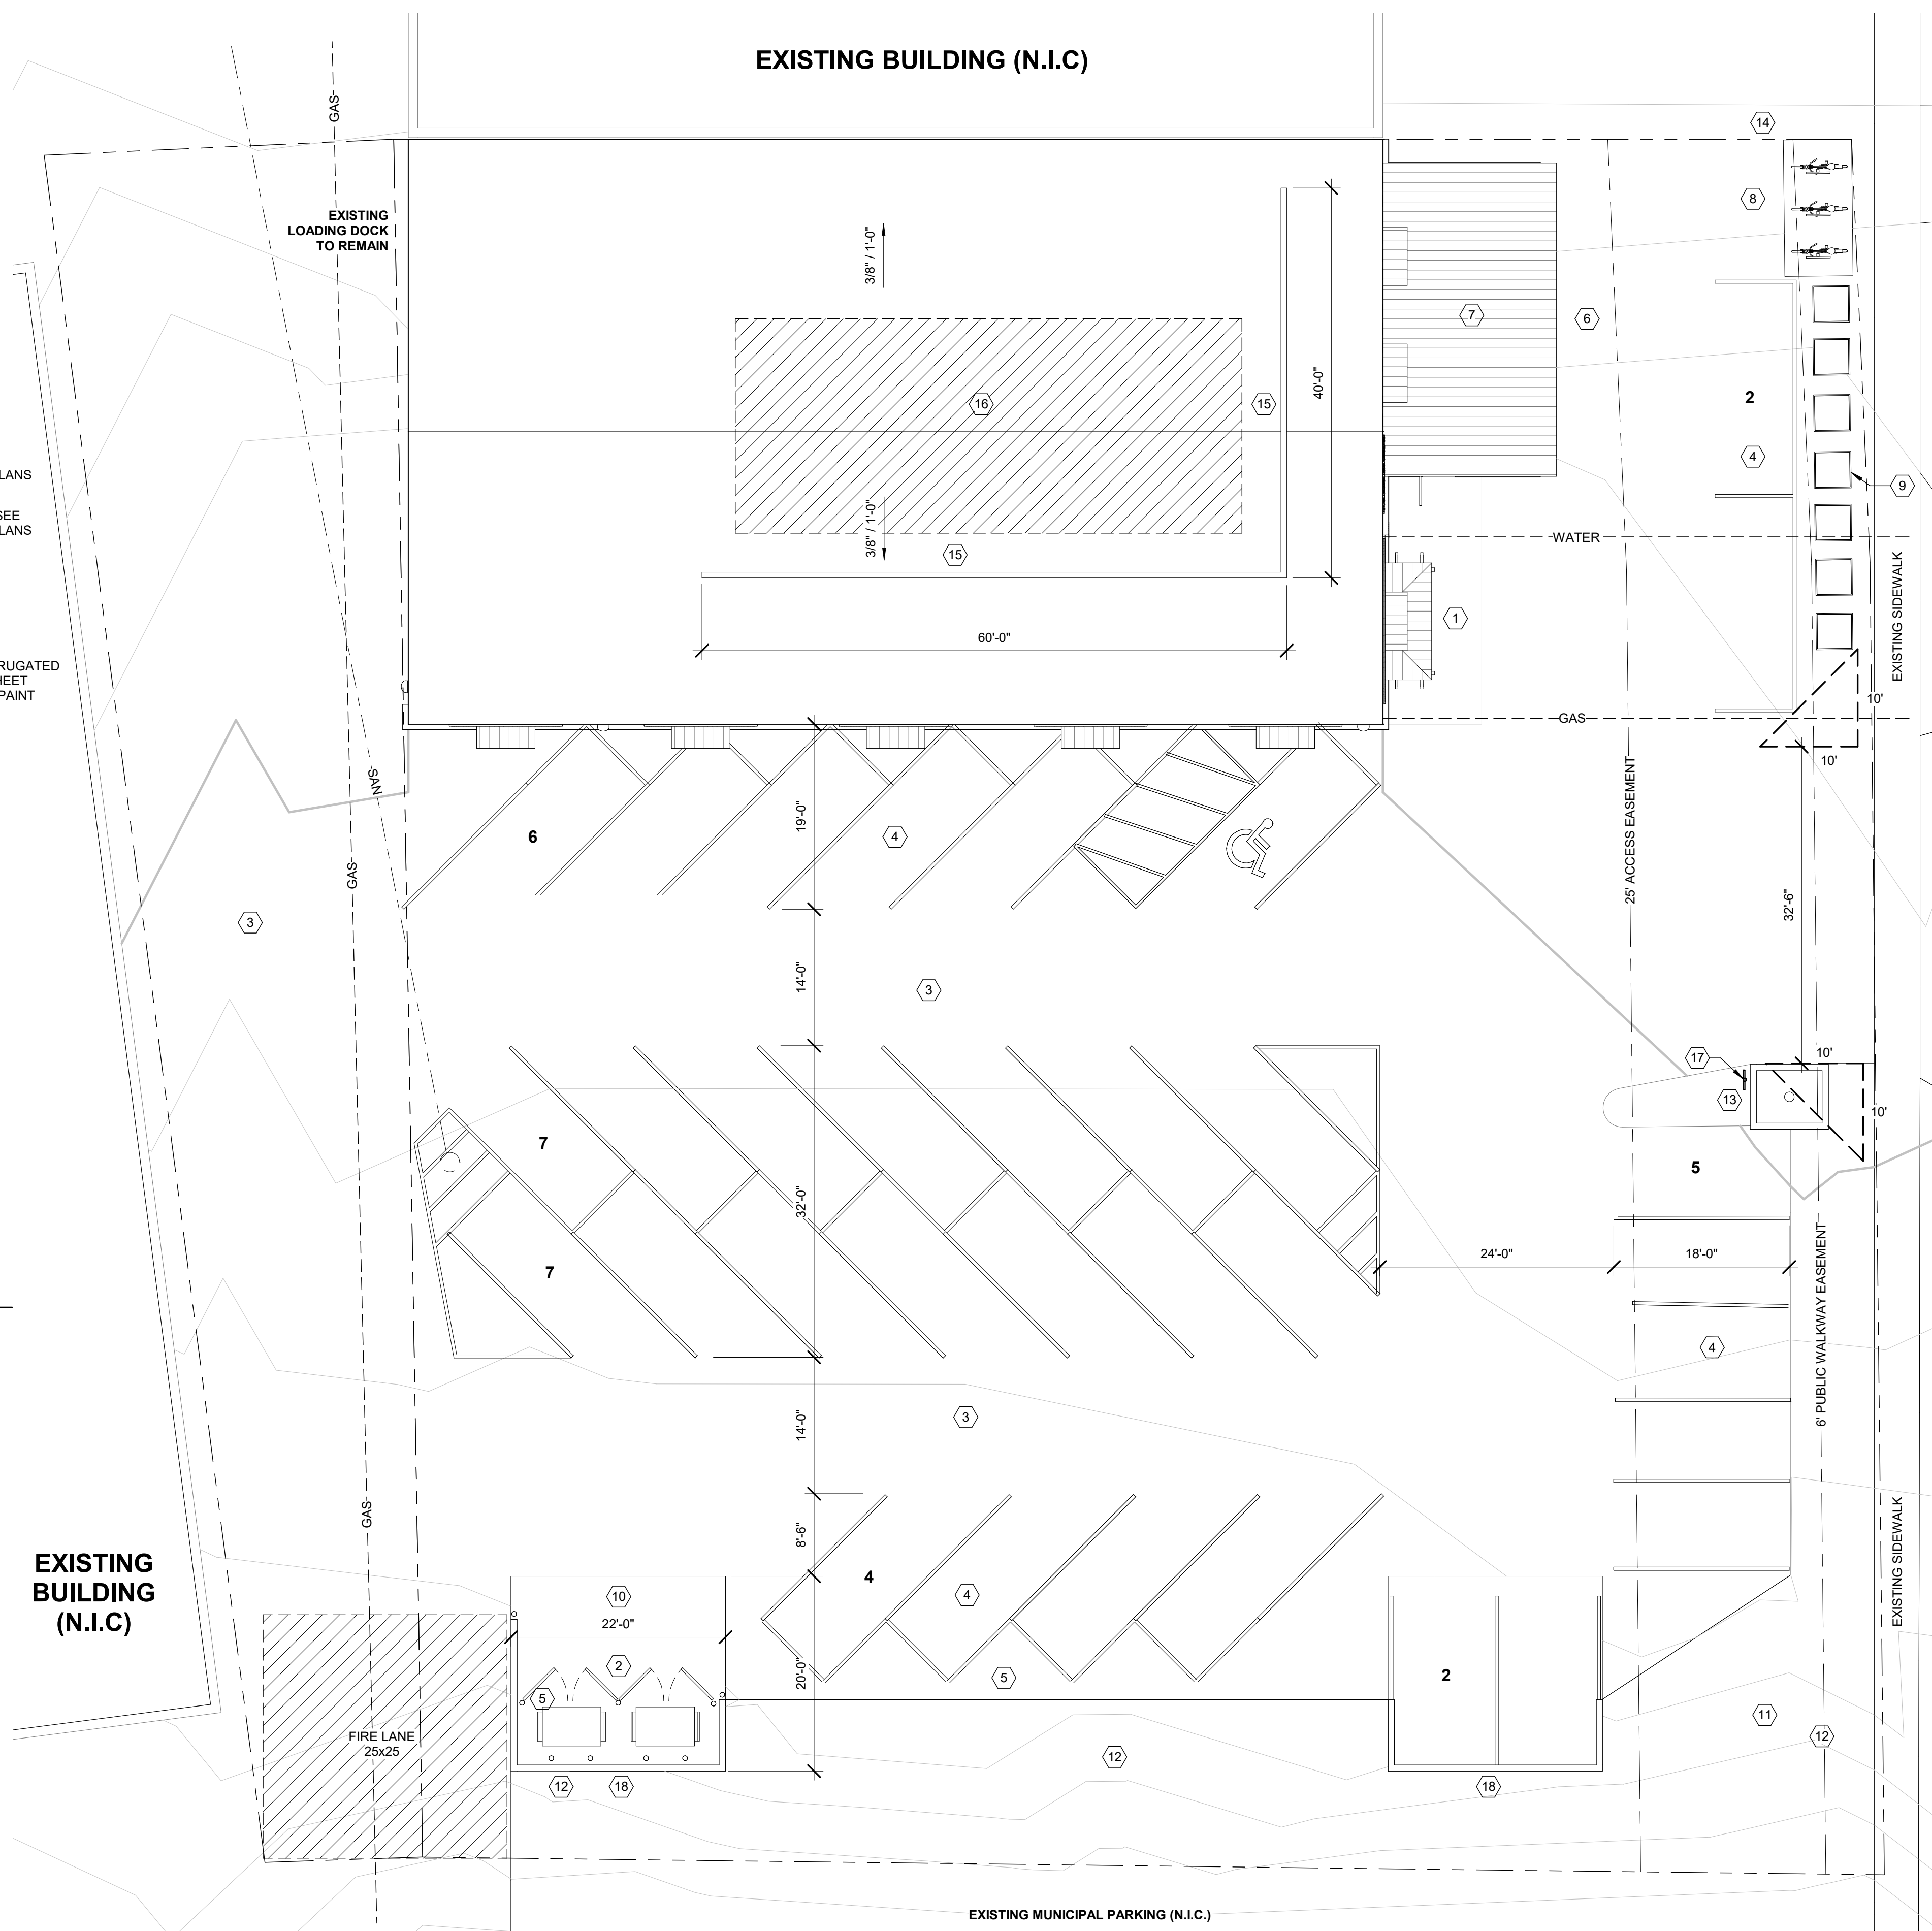 EXISTING BUILDING (N.I.C)
GAS
14
EXISTING
LOADING DOCK
TO REMAIN
8
3/8" / 1'-0"
7
6
40'-0"
16
15
2
4
LANS
9
SEE
LANS
3/8" / 1'-0"
15
WATER
EXISTING SIDEWALK
1
60'-0"
RUGATED
HEET
PAINT
10'
GAS
10'
SAN
25' ACCESS EASEMENT
19'-0"
6
4
GAS
32'-6"
3
14'-0"
3
17
10'
13
10'
7
5
32'-0"
7
24'-0"
18'-0"
6' PUBLIC WALKWAY EASEMENT
4
14'-0"
3
GAS
8'-6"
EXISTING SIDEWALK
EXISTING
BUILDING
(N.I.C)
4
4
10
22'-0"
2
20'-0"
5
5
2
11
FIRE LANE
25x25
12
12
12
18
18
EXISTING MUNICIPAL PARKING (N.I.C.)